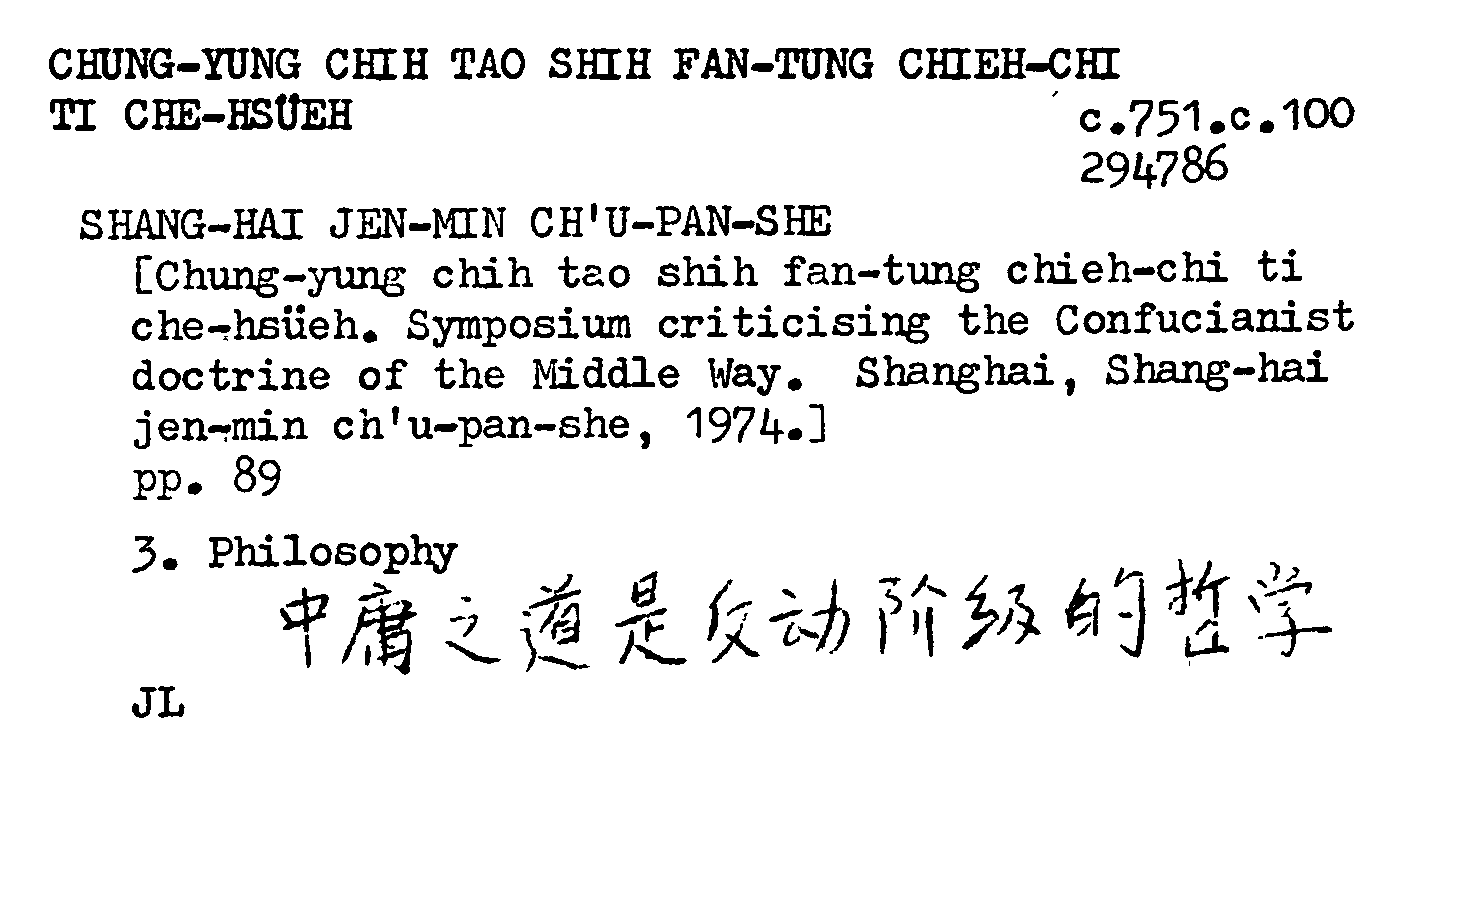 CHUNG-YUNG CHIH TAO SHIH FAN-TUNG CHIEH-CHI
TI CHE-HSÜEH
c.751.c.100
294786
SHANG-HAI JEN-MIN CH'U-PAN-SHE
[Chung-yung chih tao shih fan-tung chieh-chi ti
che-hsüeh. Symposium criticising the Confucianist
doctrine of the Middle Way. Shanghai, Shang-hai
jen-min ch'u-pan-she, 1974.]
pp. 89
3. Philosophy
中庸之道是反动阶级的哲学
JL